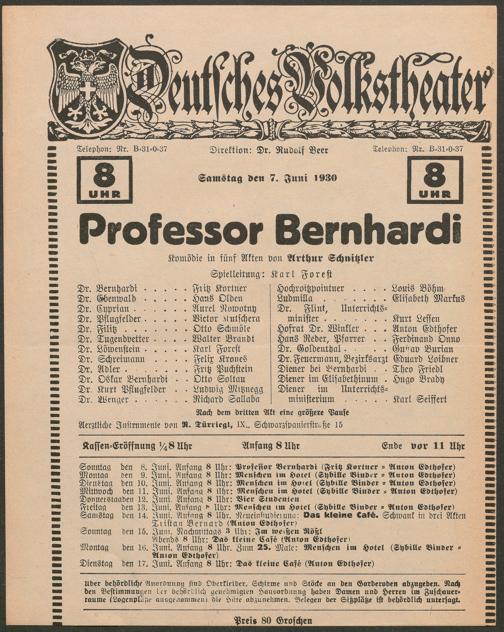 Deutsches Volkstheater
Telephon: Nr. B-31-0-37 Direktion: Dr. Rudolf Beer Telephon: Nr. B-31-0-37
8 UHR Samstag den 7. Juni 1930 8 UHR
Professor Bernhardi
Komödie in fünf Akten von Arthur Schnitzler
Spielleitung: Karl Forest
Dr. Bernhardi . . . . . Fritz Kortner
Dr. Ebenwald . . . . Hans Olden
Dr. Cyprian . . . . . Aurel Nowotny
Dr. Pflugfelder . . . . Viktor Kutschera
Dr. Filitz . . . . . . Otto Schmöle
Dr. Tugendvetter . . . Walter Brandt
Dr. Löwenstein . . . . Karl Forest
Dr. Schreimann . . . Felix Krones
Dr. Adler . . . . . . Fritz Puchstein
Dr. Oskar Bernhardi . . Otto Soltau
Dr. Kurt Pflugfelder . . Ludwig Minnegg
Dr. Wenger . . . . . Richard Sallaba
Hochroitzpointner . . . . Louis Böhm
Ludmilla . . . . . . Elisabeth Markus
Dr. Flint, Unterrichts-
minister . . . . . . Kurt Lessen
Hofrat Dr. Winkler . . . Anton Edthofer
Hans Reder, Pfarrer . . Ferdinand Onno
Dr. Goldenthal . . . . Gustav Burian
Dr. Feuermann, Bezirksarzt Eduard Loibner
Diener bei Bernhardi . . Theo Friedl
Diener im Elisabethinum . Hugo Brady
Diener im Unterrichts-
ministerium . . . . Karl Seifert
Nach dem dritten Akt eine größere Pause
Aerztliche Instrumente von R. Türriegl, IX., Schwarzspanierstraße 15
Kassen-Eröffnung 1/28 Uhr Anfang 8 Uhr Ende vor 11 Uhr
Sonntag den 8. Juni, Anfang 8 Uhr: Professor Bernhardi (Fritz Kortner - Anton Edthofer)
Montag den 9. Juni, Anfang 8 Uhr: Menschen im Hotel (Sybille Binder - Anton Edthofer)
Dienstag den 10. Juni, Anfang 8 Uhr: Menschen im Hotel (Sybille Binder - Anton Edthofer)
Mittwoch den 11. Juni, Anfang 8 Uhr: Menschen im Hotel (Sybille Binder - Anton Edthofer)
Donnerstag den 12. Juni, Anfang 8 Uhr: Vier Studenten
Freitag den 13. Juni, Anfang 8 Uhr: Menschen im Hotel (Sybille Binder - Anton Edthofer)
Samstag den 14. Juni, Anfang 8 Uhr, Neueinstudierung: Das kleine Café. Schwank in drei Akten
Tristan Bernard (Anton Edthofer)
Sonntag den 15. Juni, Nachmittags 3 Uhr: Im weißen Rößl
Abends 8 Uhr: Das kleine Café (Anton Edthofer)
Montag den 16. Juni, Anfang 8 Uhr, Zum 25. Male: Menschen im Hotel (Sybille Binder -
Anton Edthofer)
Dienstag den 17. Juni, Anfang 8 Uhr: Das kleine Café (Anton Edthofer)
Über behördliche Anordnung sind Oberkleider, Schirme und Stöcke an den Garderoben abzugeben. Nach
den Bestimmungen der behördlich genehmigten Hausordnung haben Damen und Herren im Zuschauer-
raume (Logenplätze ausgenommen) die Hüte abzunehmen. Belegen der Sitzplätze ist behördlich untersagt.
Preis 80 Groschen